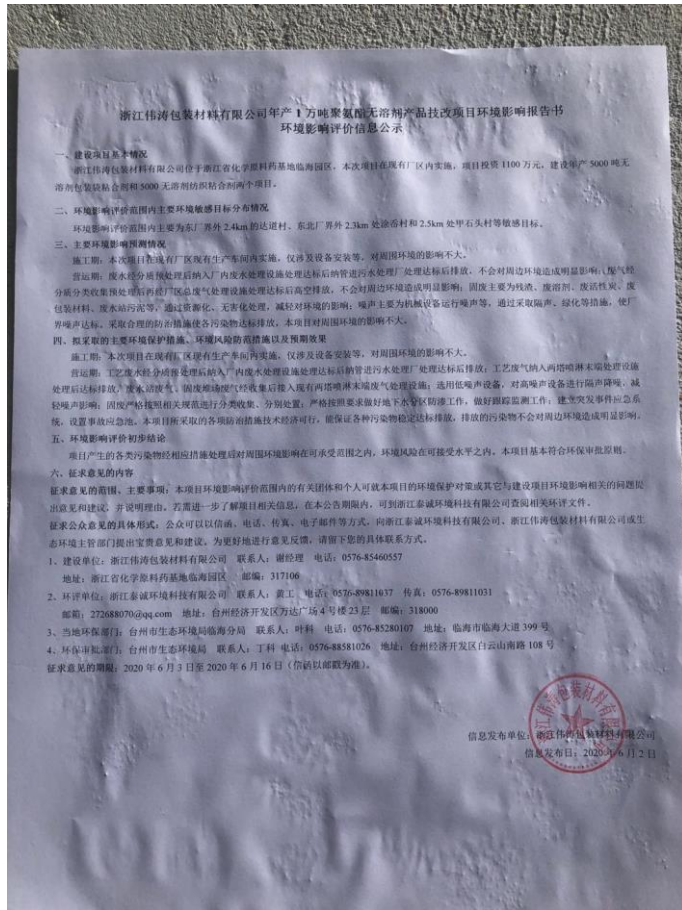 浙江伟涛包装材料有限公司年产1万吨聚氨酯无溶剂产品技改项目环境影响报告书
环境影响评价信息公示
一、建设项目基本情况
浙江伟涛包装材料有限公司位于浙江省化学原料药基地临海园区，本次项目在现有厂区内实施，项目投资1100万元，建设年产5000吨无
溶剂包装袋粘合剂和5000无溶剂纺织粘合剂两个项目。
二、环境影响评价范围内主要环境敏感目标分布情况
环境影响评价范围内主要为东厂界外2.4km的达道村、东北厂界外2.3km处涂岙村和2.5km处甲石头村等敏感目标。
三、主要环境影响预测情况
施工期：本次项目在现有厂区现有生产车间内实施，仅涉及设备安装等，对周围环境的影响不大。
营运期：废水经分质预处理后纳入厂内废水处理设施处理达标后纳管进污水处理厂处理达标后排放，不会对周边环境造成明显影响；废气经
分质分类收集预处理后再经厂区总废气处理设施处理达标后高空排放，不会对周边环境造成明显影响；固废主要为残渣、废溶剂、废活性炭、废
包装材料、废水站污泥等，通过资源化、无害化处理，减轻对环境的影响；噪声主要为机械设备运行噪声等，通过采取隔声、绿化等措施，使厂
界噪声达标。采取合理的防治措施使各污染物达标排放，本项目对周围环境的影响不大。
四、拟采取的主要环境保护措施、环境风险防范措施以及预期效果
施工期：本次项目在现有厂区现有生产车间内实施，仅涉及设备安装等，对周围环境的影响不大。
营运期：工艺废水经分质预处理后纳入厂内废水处理设施处理达标后纳管进污水处理厂处理达标后排放；工艺废气纳入两塔喷淋末端处理设施
处理后达标排放，废水站废气、固废堆场废气经收集后接入现有两塔喷淋末端废气处理设施；选用低噪声设备，对高噪声设备进行隔声降噪，减
轻噪声影响；固废严格按照相关规范进行分类收集、分别处置；严格按照要求做好地下水分区防渗工作，做好跟踪监测工作；建立突发事件应急系
统，设置事故应急池。本项目所采取的各项防治措施技术经济可行，能保证各种污染物稳定达标排放，排放的污染物不会对周边环境造成明显影响。
五、环境影响评价初步结论
项目产生的各类污染物经相应措施处理后对周围环境影响在可承受范围之内，环境风险在可接受水平之内。本项目基本符合环保审批原则。
六、征求意见的内容
征求意见的范围、主要事项：本项目环境影响评价范围内的有关团体和个人可就本项目的环境保护对策或其它与建设项目环境影响相关的问题提
出意见和建议，并说明理由。若需进一步了解项目相关信息，在本公告期限内，可到浙江泰诚环境科技有限公司查阅相关环评文件。
征求公众意见的具体形式：公众可以以信函、电话、传真、电子邮件等方式，向浙江泰诚环境科技有限公司、浙江伟涛包装材料有限公司或生
态环境主管部门提出宝贵意见和建议。为更好地进行意见反馈，请留下您的具体联系方式。
1、建设单位：浙江伟涛包装材料有限公司 联系人：谢经理 电话：0576-85460557
地址：浙江省化学原料药基地临海园区 邮编：317106
2、环评单位：浙江泰诚环境科技有限公司 联系人：黄工 电话：0576-89811037 传真：0576-89811031
邮箱：272688070@qq.com 地址：台州经济开发区万达广场4号楼23层 邮编：318000
3、当地环保部门：台州市生态环境局临海分局 联系人：叶科 电话：0576-85280107 地址：临海市临海大道399号
4、环保审批部门：台州市生态环境局 联系人：丁科 电话：0576-88581026 地址：台州经济开发区白云山南路108号
征求意见的期限：2020年6月3日至2020年6月16日（信函以邮戳为准）。
信息发布单位：浙江伟涛包装材料有限公司
信息发布日：2020年6月2日
浙江伟涛包装材料有限公司